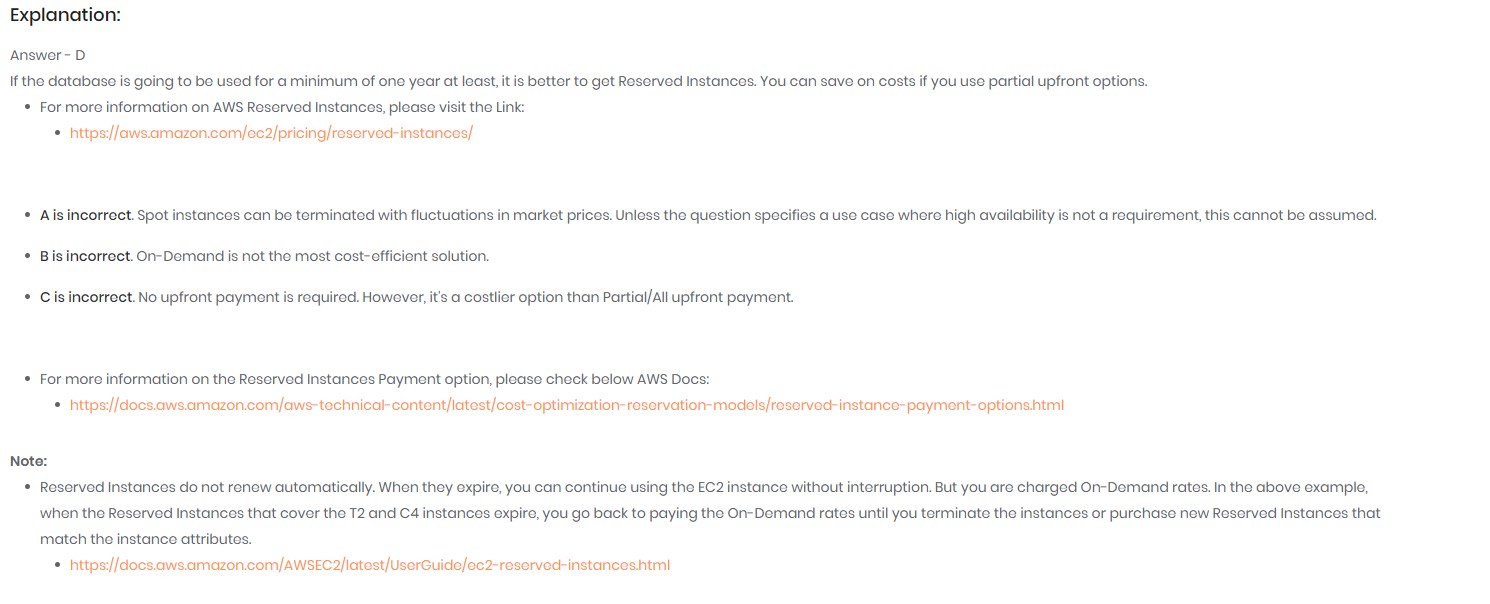 Explanation:
Answer - D
If the database is going to be used for a minimum of one year at least, it is better to get Reserved Instances. You can save on costs if you use partial upfront options.
• For more information on AWS Reserved Instances, please visit the Link:
• https://aws.amazon.com/ec2/pricing/reserved-instances/
• A is incorrect. Spot instances can be terminated with fluctuations in market prices. Unless the question specifies a use case where high availability is not a requirement, this cannot be assumed.
• B is incorrect. On-Demand is not the most cost-efficient solution.
• C is incorrect. No upfront payment is required. However, it's a costlier option than Partial/All upfront payment.
• For more information on the Reserved Instances Payment option, please check below AWS Docs:
• https://docs.aws.amazon.com/aws-technical-content/latest/cost-optimization-reservation-models/reserved-instance-payment-options.html
Note:
• Reserved Instances do not renew automatically. When they expire, you can continue using the EC2 instance without interruption. But you are charged On-Demand rates. In the above example,
when the Reserved Instances that cover the T2 and C4 instances expire, you go back to paying the On-Demand rates until you terminate the instances or purchase new Reserved Instances that
match the instance attributes.
• https://docs.aws.amazon.com/AWSEC2/latest/UserGuide/ec2-reserved-instances.html